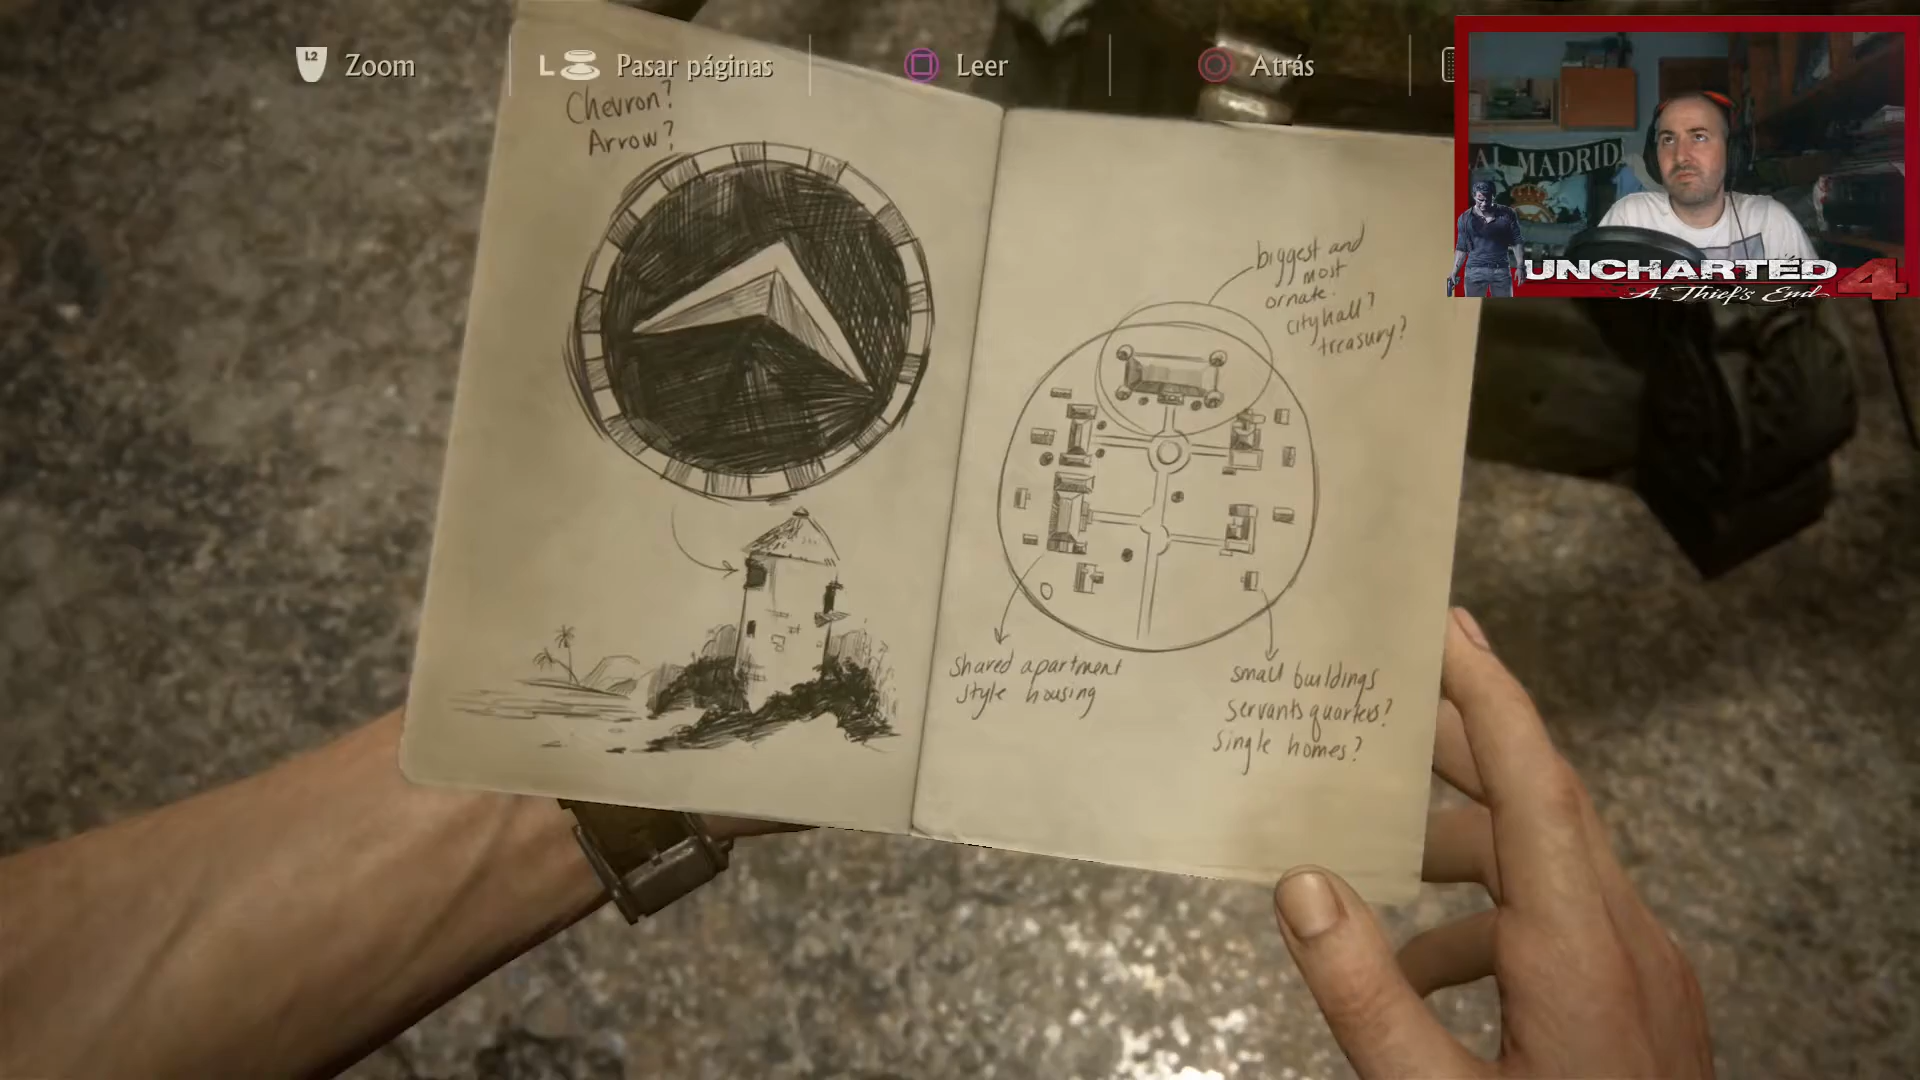 L2 Zoom
L Pasar páginas
Leer
Atrás
Chevron?
Arrow?
biggest and
most
ornate.
city hall?
treasury?
shared apartment
style housing
small buildings
servants quarters?
single homes?
AL MADRID
UNCHARTED 4
A Thief's End